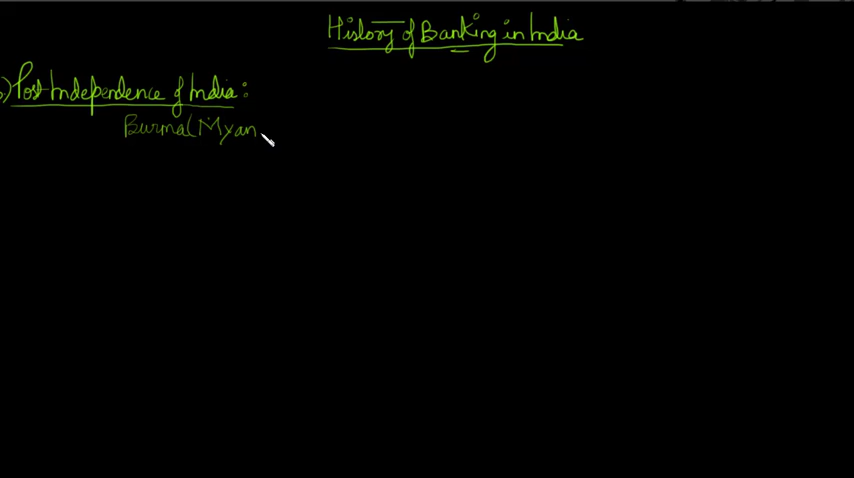 History of Banking in India
Post Independence of India :
Burma(Myan